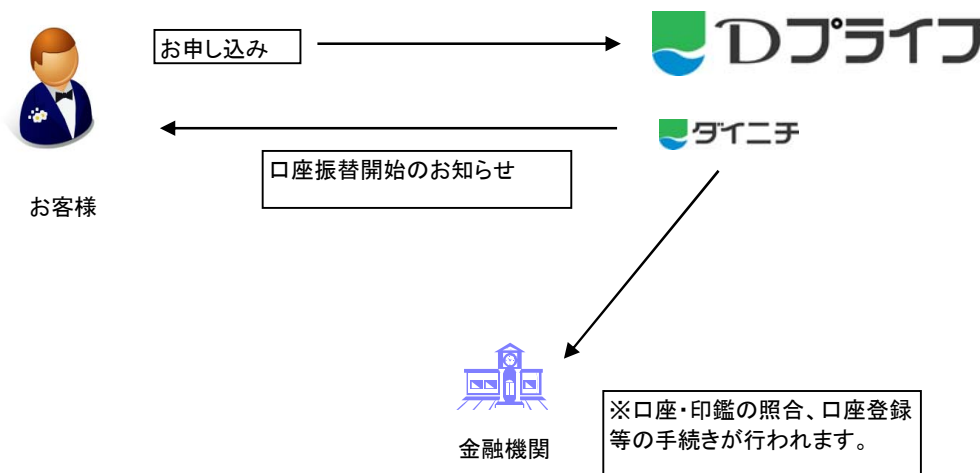 お申し込み
Dプライフ
ダイニチ
口座振替開始のお知らせ
お客様
※口座・印鑑の照合、口座登録
等の手続きが行われます。
金融機関